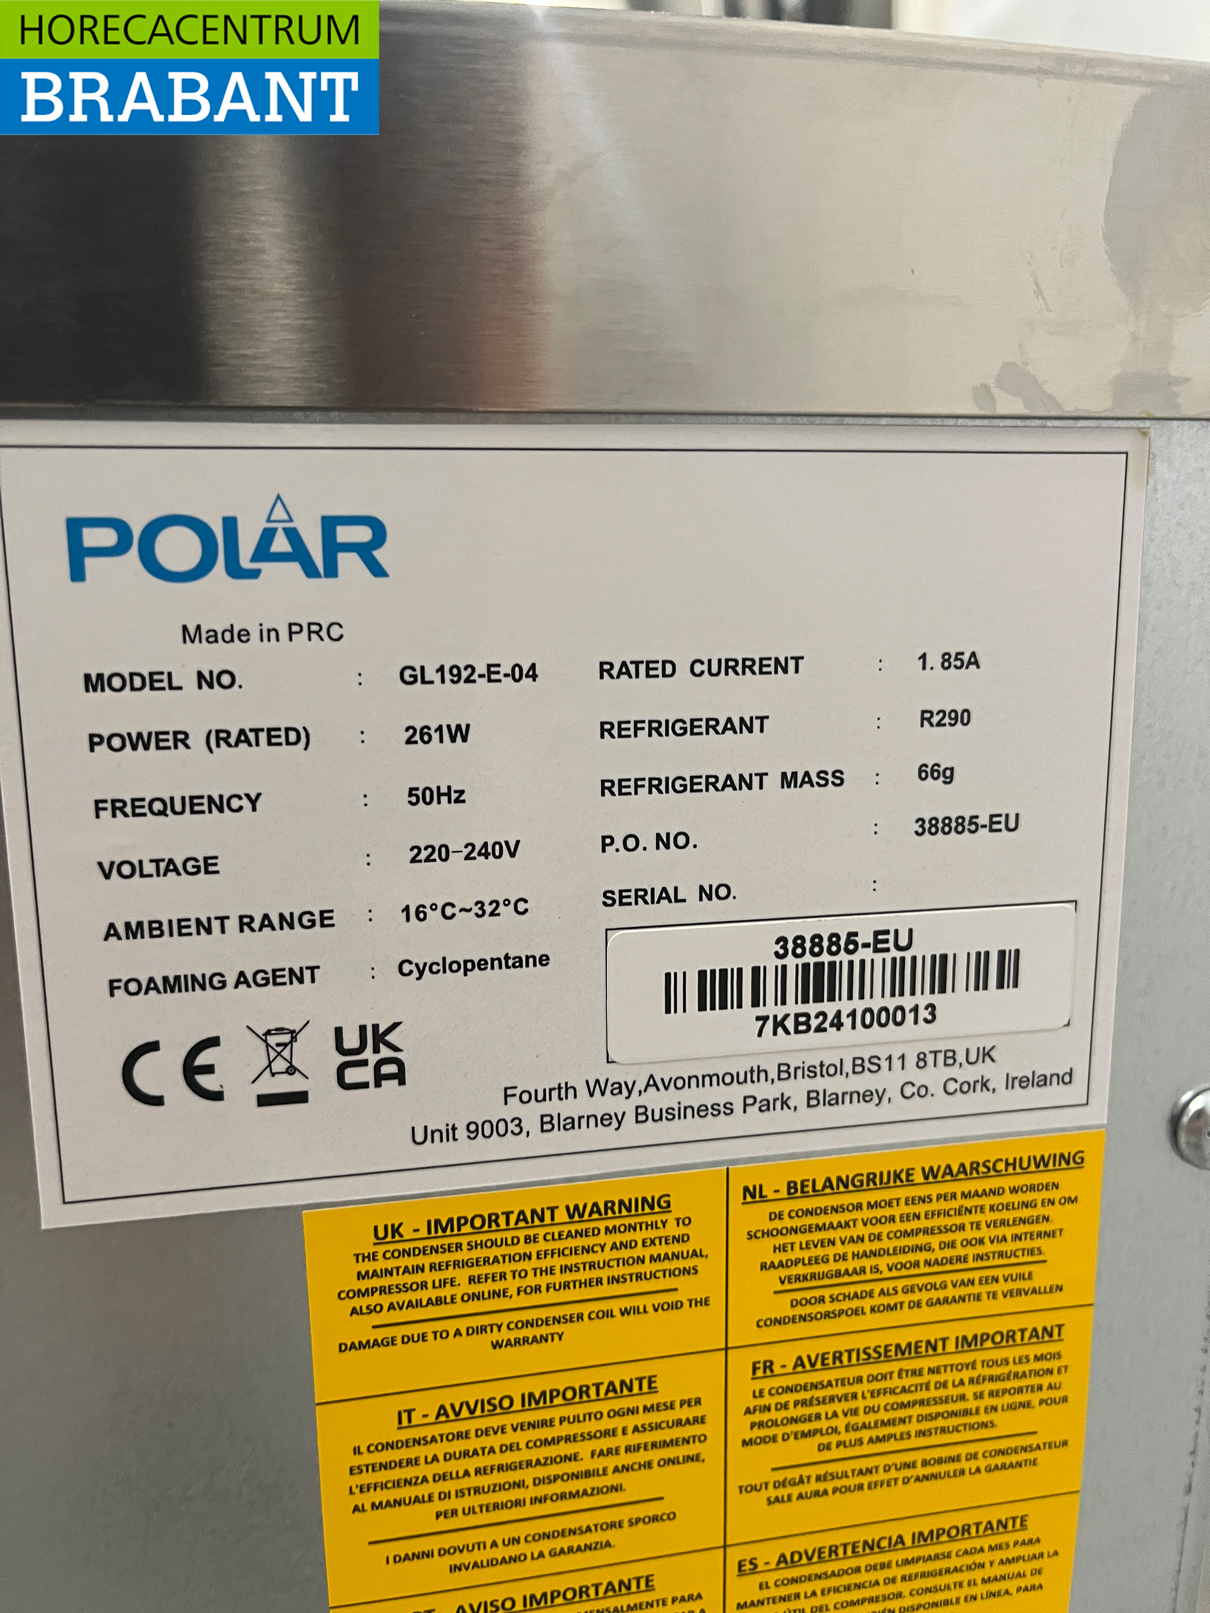 HORECACENTRUM
BRABANT
POLAR
Made in PRC
MODEL NO. : GL192-E-04
POWER (RATED) : 261W
FREQUENCY : 50Hz
VOLTAGE : 220-240V
AMBIENT RANGE : 16°C~32°C
FOAMING AGENT : Cyclopentane
RATED CURRENT : 1.85A
REFRIGERANT : R290
REFRIGERANT MASS : 66g
P.O. NO. : 38885-EU
SERIAL NO. :
38885-EU
7KB24100013
CE
UK
CA
Fourth Way,Avonmouth,Bristol,BS11 8TB,UK
Unit 9003, Blarney Business Park, Blarney, Co. Cork, Ireland
UK - IMPORTANT WARNING
THE CONDENSER SHOULD BE CLEANED MONTHLY TO
MAINTAIN REFRIGERATION EFFICIENCY AND EXTEND
COMPRESSOR LIFE. REFER TO THE INSTRUCTION MANUAL,
ALSO AVAILABLE ONLINE, FOR FURTHER INSTRUCTIONS
DAMAGE DUE TO A DIRTY CONDENSER COIL WILL VOID THE
WARRANTY
NL - BELANGRIJKE WAARSCHUWING
DE CONDENSOR MOET EENS PER MAAND WORDEN
SCHOONGEMAAKT VOOR EEN EFFICIËNTE KOELING EN OM
HET LEVEN VAN DE COMPRESSOR TE VERLENGEN.
RAADPLEEG DE HANDLEIDING, DIE OOK VIA INTERNET
VERKRIJGBAAR IS, VOOR NADERE INSTRUCTIES.
DOOR SCHADE ALS GEVOLG VAN EEN VUILE
CONDENSORSPOEL KOMT DE GARANTIE TE VERVALLEN
IT - AVVISO IMPORTANTE
IL CONDENSATORE DEVE VENIRE PULITO OGNI MESE PER
ESTENDERE LA DURATA DEL COMPRESSORE E ASSICURARE
L'EFFICIENZA DELLA REFRIGERAZIONE. FARE RIFERIMENTO
AL MANUALE DI ISTRUZIONI, DISPONIBILE ANCHE ONLINE,
PER ULTERIORI INFORMAZIONI.
I DANNI DOVUTI A UN CONDENSATORE SPORCO
INVALIDANO LA GARANZIA.
FR - AVERTISSEMENT IMPORTANT
LE CONDENSATEUR DOIT ÊTRE NETTOYÉ TOUS LES MOIS
AFIN DE PRÉSERVER L'EFFICACITÉ DE LA RÉFRIGÉRATION ET
PROLONGER LA VIE DU COMPRESSEUR. SE REPORTER AU
MODE D'EMPLOI, ÉGALEMENT DISPONIBLE EN LIGNE, POUR
DE PLUS AMPLES INSTRUCTIONS.
TOUT DÉGÂT RÉSULTANT D'UNE BOBINE DE CONDENSATEUR
SALE AURA POUR EFFET D'ANNULER LA GARANTIE
AVISO IMPORTANTE
PARA
ES - ADVERTENCIA IMPORTANTE
EL CONDENSADOR DEBE LIMPIARSE CADA MES PARA
MANTENER LA EFICIENCIA DE REFRIGERACIÓN Y AMPLIAR LA
DEL COMPRESOR. CONSULTE EL MANUAL DE
DISPONIBLE EN LÍNEA, PARA